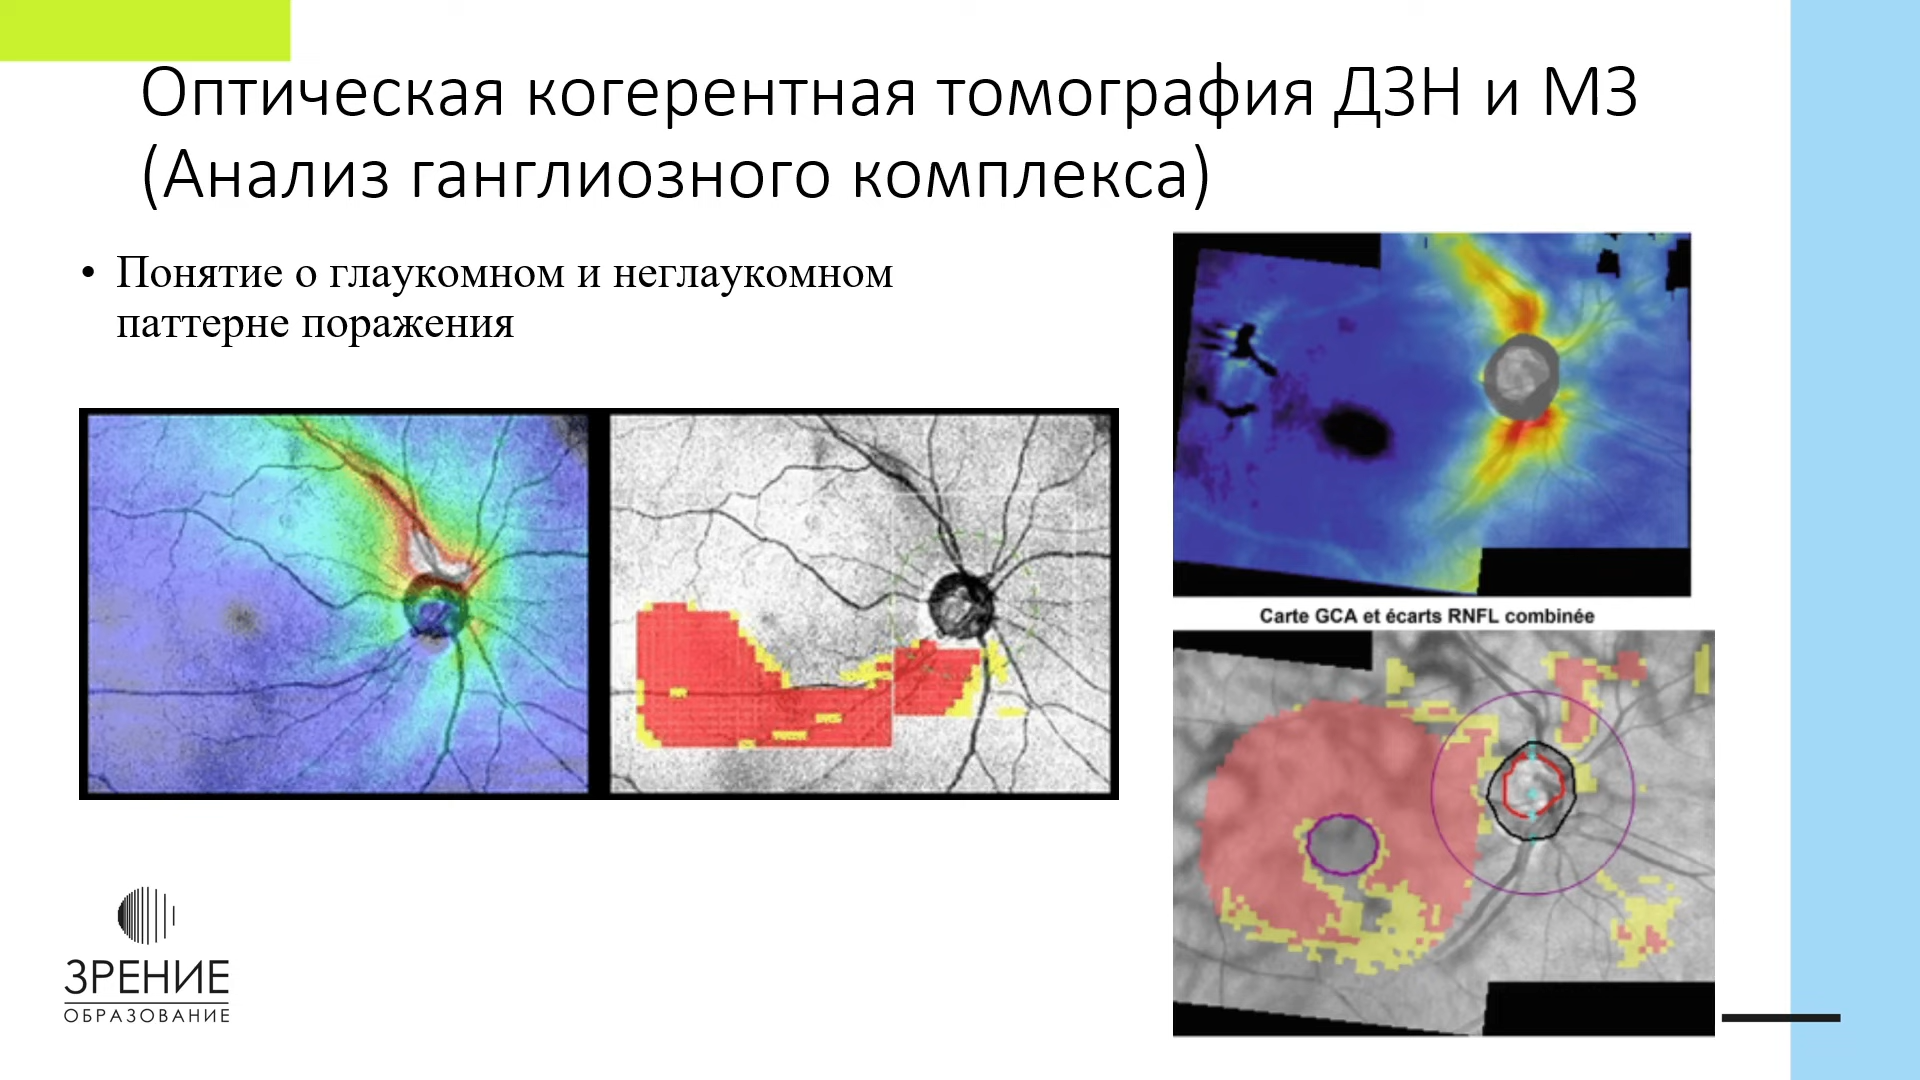 Оптическая когерентная томография ДЗН и МЗ
(Анализ ганглиозного комплекса)
• Понятие о глаукомном и неглаукомном
паттерне поражения
Carte GCA et écarts RNFL combinée
ЗРЕНИЕ
ОБРАЗОВАНИЕ